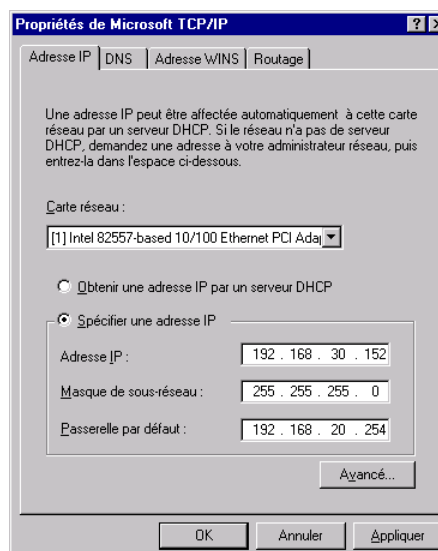 Propriétés de Microsoft TCP/IP
Adresse IP DNS Adresse WINS Routage
Une adresse IP peut être affectée automatiquement à cette carte
réseau par un serveur DHCP. Si le réseau n'a pas de serveur
DHCP, demandez une adresse à votre administrateur réseau, puis
entrez-la dans l'espace ci-dessous.
Carte réseau :
[1] Intel 82557-based 10/100 Ethernet PCI Adap
Obtenir une adresse IP par un serveur DHCP
Spécifier une adresse IP
Adresse IP : 192 . 168 . 30 . 152
Masque de sous-réseau : 255 . 255 . 255 . 0
Passerelle par défaut : 192 . 168 . 20 . 254
Avancé...
OK Annuler Appliquer